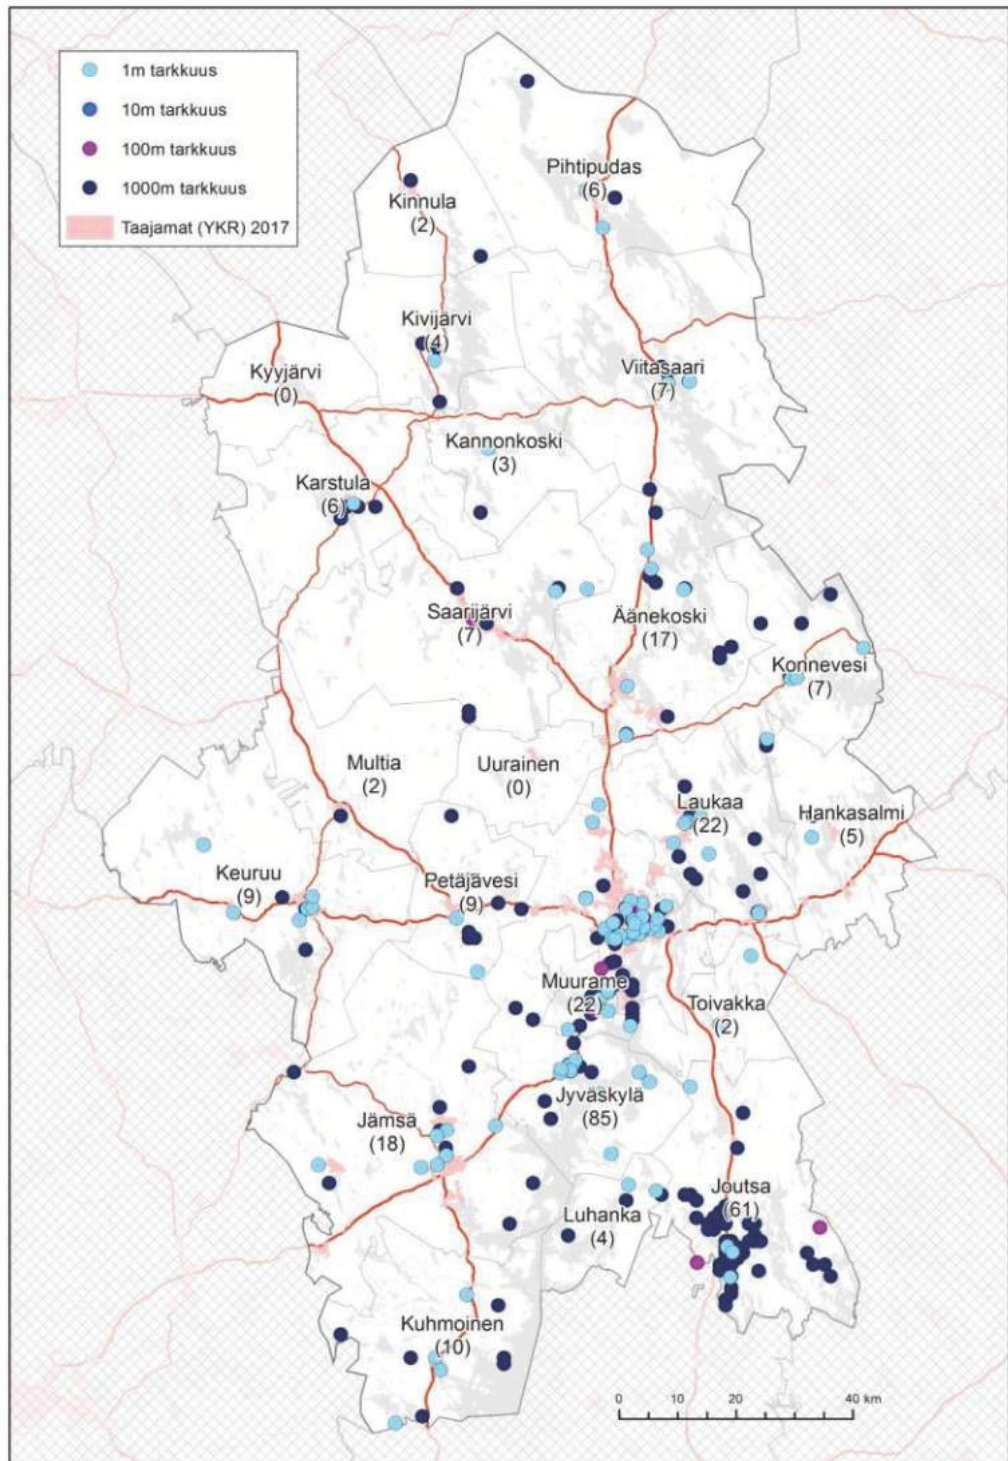 1m tarkkuus
10m tarkkuus
100m tarkkuus
1000m tarkkuus
Taajamat (YKR) 2017
Pihtipudas
(6)
Kinnula
(2)
Kivijärvi
(4)
Kyyjärvi
(0)
Viitasaari
(7)
Kannonkoski
(3)
Karstula
(6)
Saarijärvi
(7)
Äänekoski
(17)
Konnevesi
(7)
Multia
(2)
Uurainen
(0)
Laukaa
(22)
Hankasalmi
(5)
Keuruu
(9)
Petäjävesi
(9)
Muurame
(22)
Toivakka
(2)
Jyväskylä
(85)
Jämsä
(18)
Joutsa
(61)
Luhanka
(4)
Kuhmoinen
(10)
0 10 20 40 km